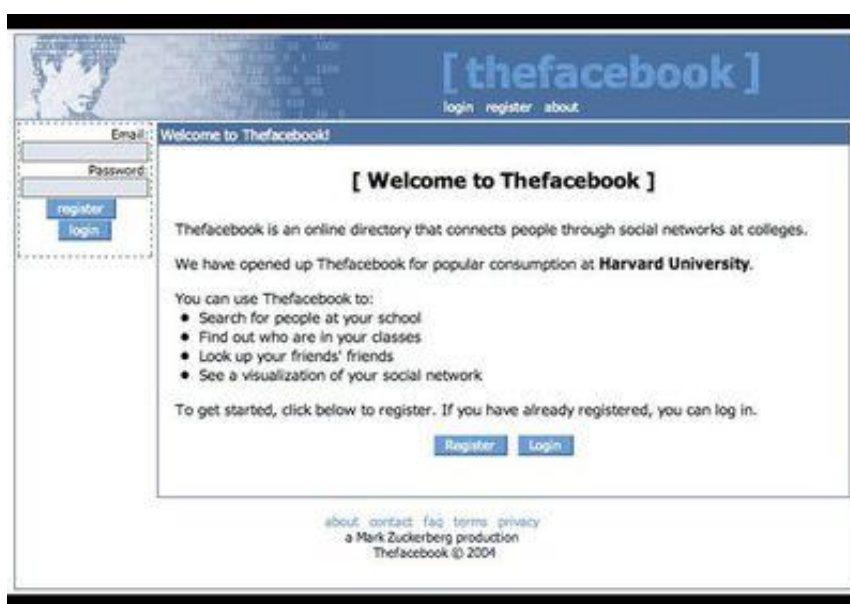 [ thefacebook ]
login register about
Email:
Password:
register
login
Welcome to Thefacebook!
[ Welcome to Thefacebook ]
Thefacebook is an online directory that connects people through social networks at colleges.
We have opened up Thefacebook for popular consumption at Harvard University.
You can use Thefacebook to:
• Search for people at your school
• Find out who are in your classes
• Look up your friends' friends
• See a visualization of your social network
To get started, click below to register. If you have already registered, you can log in.
Register Login
about contact faq terms privacy
a Mark Zuckerberg production
Thefacebook © 2004